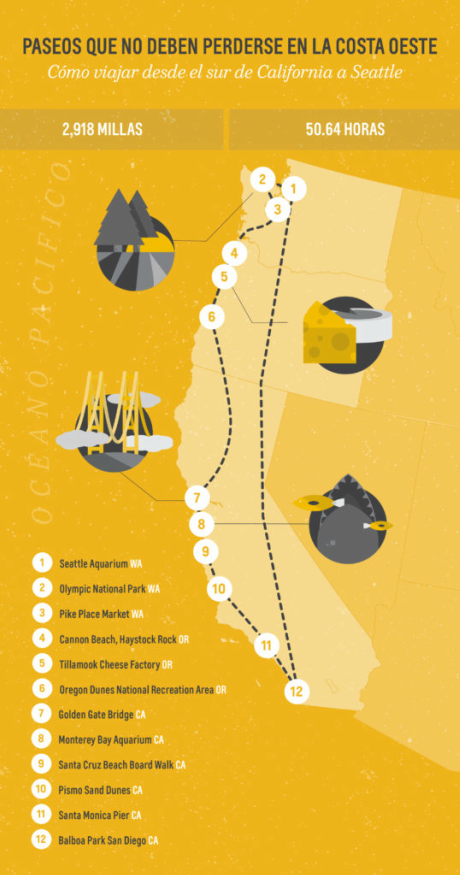 PASEOS QUE NO DEBEN PERDERSE EN LA COSTA OESTE
Cómo viajar desde el sur de California a Seattle
2,918 MILLAS
50.64 HORAS
OCEANO PACIFICO
2
1
3
4
5
6
7
8
9
10
11
12
1 Seattle Aquarium WA
2 Olympic National Park WA
3 Pike Place Market WA
4 Cannon Beach, Haystock Rock OR
5 Tillamook Cheese Factory OR
6 Oregon Dunes National Recreation Area OR
7 Golden Gate Bridge CA
8 Monterey Bay Aquarium CA
9 Santa Cruz Beach Board Walk CA
10 Pismo Sand Dunes CA
11 Santa Monica Pier CA
12 Balboa Park San Diego CA